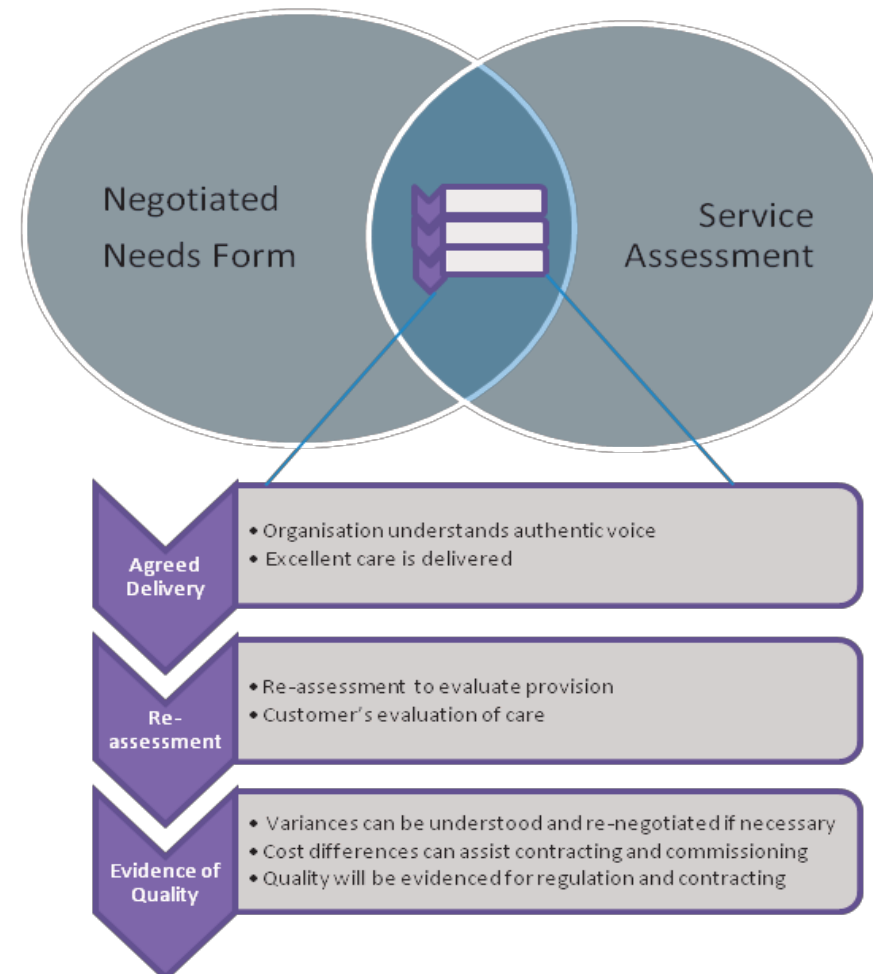 Negotiated
Needs Form
Service
Assessment
Agreed
Delivery
• Organisation understands authentic voice
• Excellent care is delivered
Re-
assessment
• Re-assessment to evaluate provision
• Customer's evaluation of care
Evidence of
Quality
• Variances can be understood and re-negotiated if necessary
• Cost differences can assist contracting and commissioning
• Quality will be evidenced for regulation and contracting